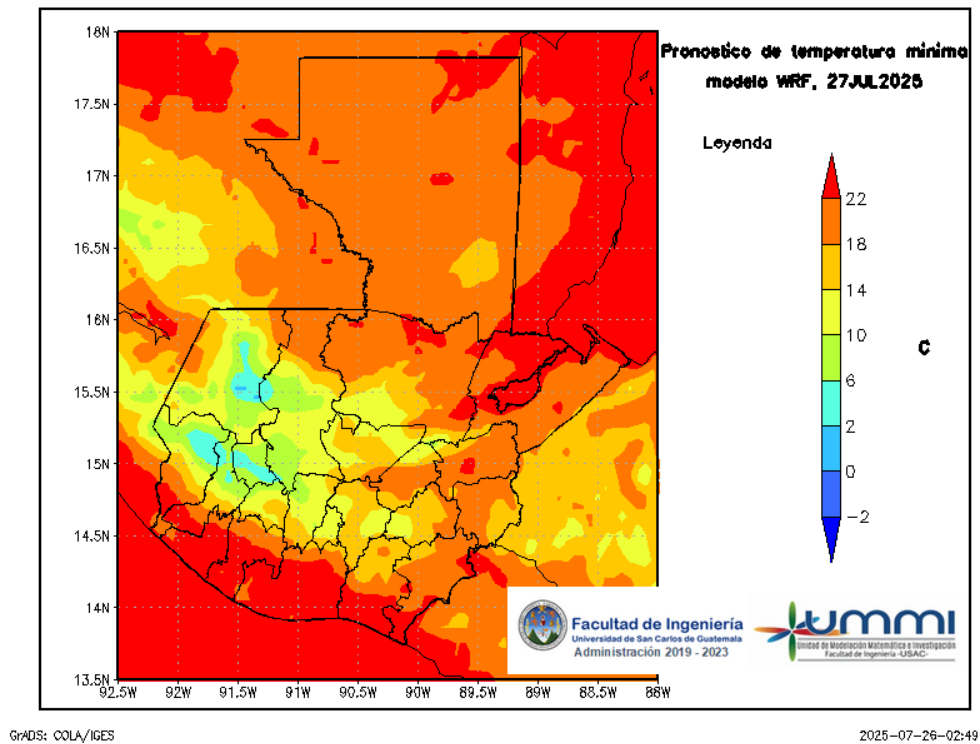 Pronostico de temperatura minima
modelo WRF, 27JUL2025
Leyenda
22
18
14
10
6
2
0
−2
C
18N
17.5N
17N
16.5N
16N
15.5N
15N
14.5N
14N
13.5N
92.5W 92W 91.5W 91W 90.5W 90W 89.5W 89W 88.5W 88W
Facultad de Ingeniería
Universidad de San Carlos de Guatemala
Administración 2019 - 2023
ummi
Unidad de Modelación Matemática e Investigación
Facultad de Ingeniería -USAC-
GrADS: COLA/IGES
2025-07-26-02:49